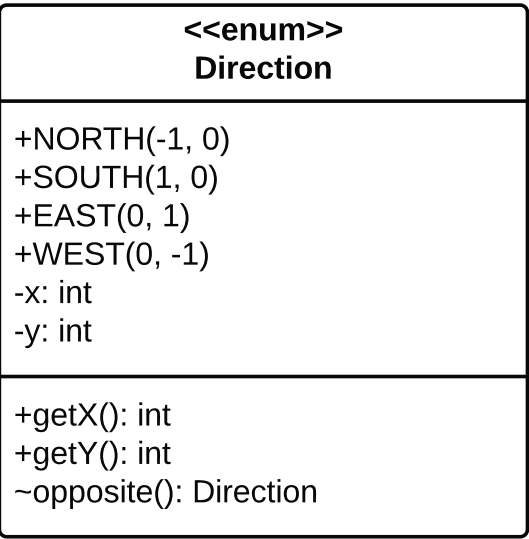 <<enum>>
Direction
+NORTH(-1, 0)
+SOUTH(1, 0)
+EAST(0, 1)
+WEST(0, -1)
-x: int
-y: int
+getX(): int
+getY(): int
~opposite(): Direction